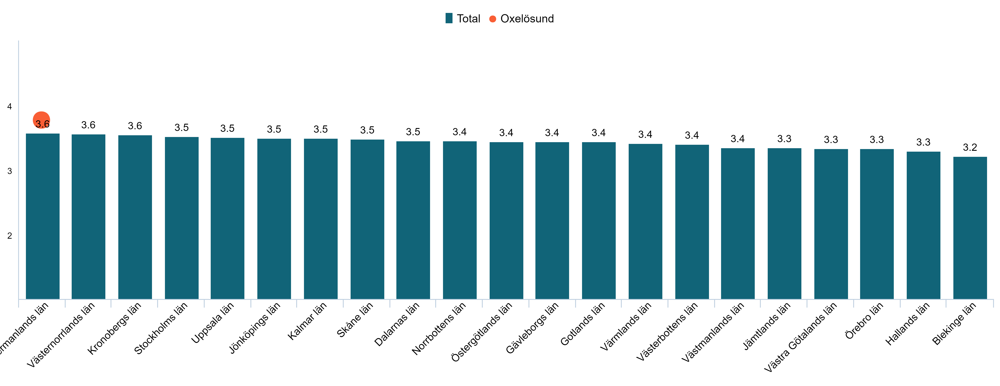 Total Oxelösund
4
3
2
3.6 3.6 3.6 3.5 3.5 3.5 3.5 3.5 3.5 3.4 3.4 3.4 3.4 3.4 3.4 3.4 3.3 3.3 3.3 3.3 3.2
ermanlands län
Västernorrlands län
Kronobergs län
Stockholms län
Uppsala län
Jönköpings län
Kalmar län
Skåne län
Dalarnas län
Norrbottens län
Östergötlands län
Gävleborgs län
Gotlands län
Värmlands län
Västerbottens län
Västmanlands län
Jämtlands län
Västra Götalands län
Örebro län
Hallands län
Blekinge län